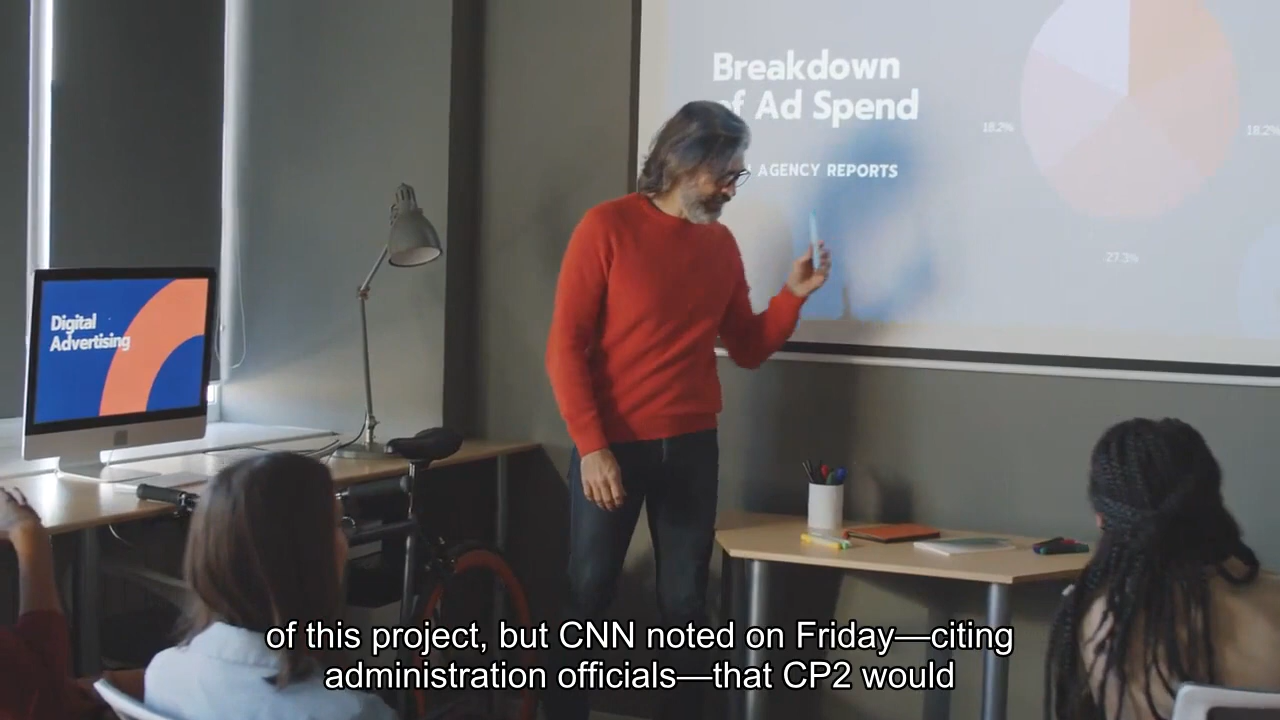 Breakdown
of Ad Spend
AGENCY REPORTS
18.2%
18.2%
27.3%
Digital
Advertising
of this project, but CNN noted on Friday—citing
administration officials—that CP2 would